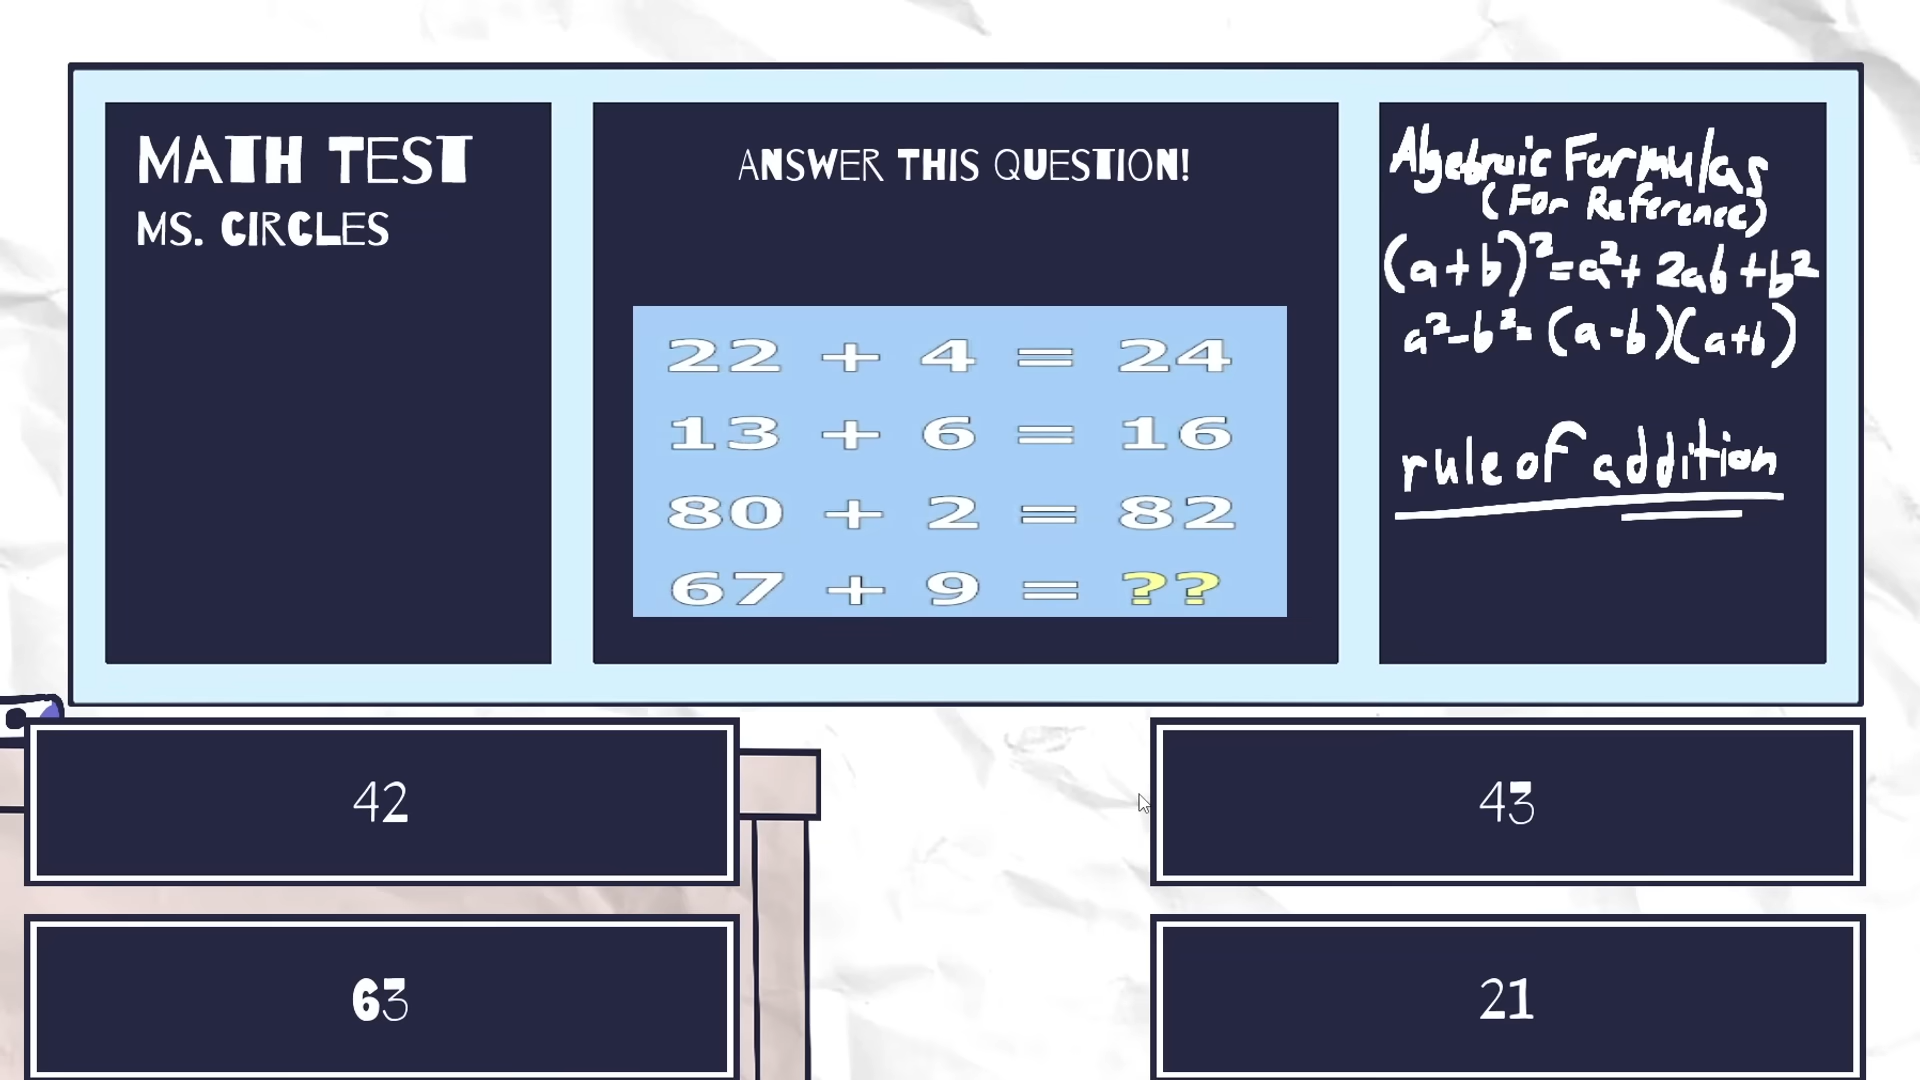 MATH TEST
MS. CIRCLES
ANSWER THIS QUESTION!
22 + 4 = 24
13 + 6 = 16
80 + 2 = 82
67 + 9 = ??
Algebraic Formulas
(For Reference)
(a+b)²=a²+ 2ab +b²
a²-b²= (a-b)(a+b)
rule of addition
42
43
63
21